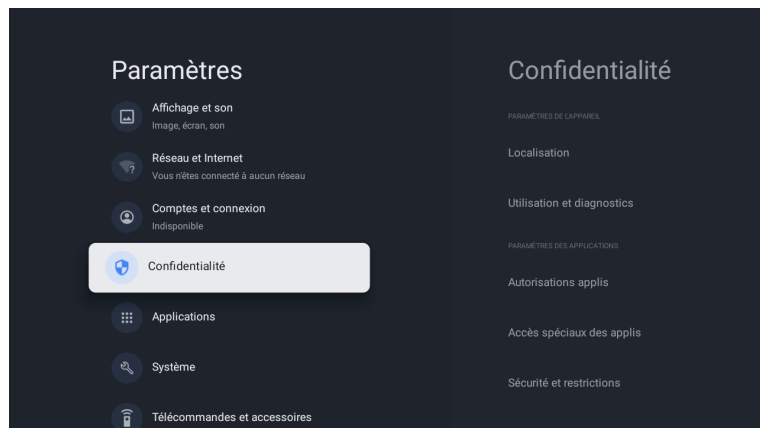 Paramètres
Affichage et son
Image, écran, son
Réseau et Internet
Vous n'êtes connecté à aucun réseau
Comptes et connexion
Indisponible
Confidentialité
Applications
Système
Télécommandes et accessoires
Confidentialité
PARAMÈTRES DE L'APPAREIL
Localisation
Utilisation et diagnostics
PARAMÈTRES DES APPLICATIONS
Autorisations applis
Accès spéciaux des applis
Sécurité et restrictions